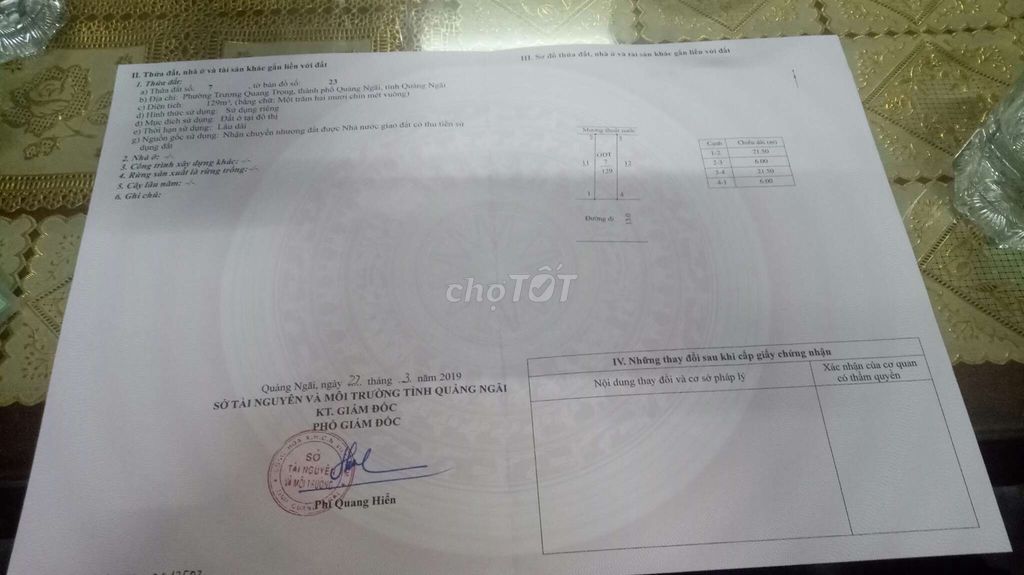 II. Thửa đất, nhà ở và tài sản khác gắn liền với đất
1. Thửa đất:
a) Thửa đất số: 7 , tờ bản đồ số: 23
b) Địa chỉ: Phường Trương Quang Trọng, thành phố Quảng Ngãi, tỉnh Quảng Ngãi
c) Diện tích: 129m², (bằng chữ: Một trăm hai mươi chín mét vuông)
d) Hình thức sử dụng: Sử dụng riêng
đ) Mục đích sử dụng: Đất ở tại đô thị
e) Thời hạn sử dụng: Lâu dài
g) Nguồn gốc sử dụng: Nhận chuyển nhượng đất được Nhà nước giao đất có thu tiền sử
dụng đất
2. Nhà ở: -/-
3. Công trình xây dựng khác: -/-
4. Rừng sản xuất là rừng trồng: -/-
5. Cây lâu năm: -/-
6. Ghi chú:
III. Sơ đồ thửa đất, nhà ở và tài sản khác gắn liền với đất
Mương thoát nước
2 3
ODT
11 7 12
129
1 4
Đường đi 13.0
Cạnh Chiều dài (m)
1-2 21.50
2-3 6.00
3-4 21.50
4-1 6.00
chợTỐT
Quảng Ngãi, ngày 22 tháng 3 năm 2019
SỞ TÀI NGUYÊN VÀ MÔI TRƯỜNG TỈNH QUẢNG NGÃI
KT. GIÁM ĐỐC
PHÓ GIÁM ĐỐC
SỞ
TÀI NGUYÊN
VÀ MÔI TRƯỜNG
Phí Quang Hiển
IV. Những thay đổi sau khi cấp giấy chứng nhận
Nội dung thay đổi và cơ sở pháp lý
Xác nhận của cơ quan
có thẩm quyền